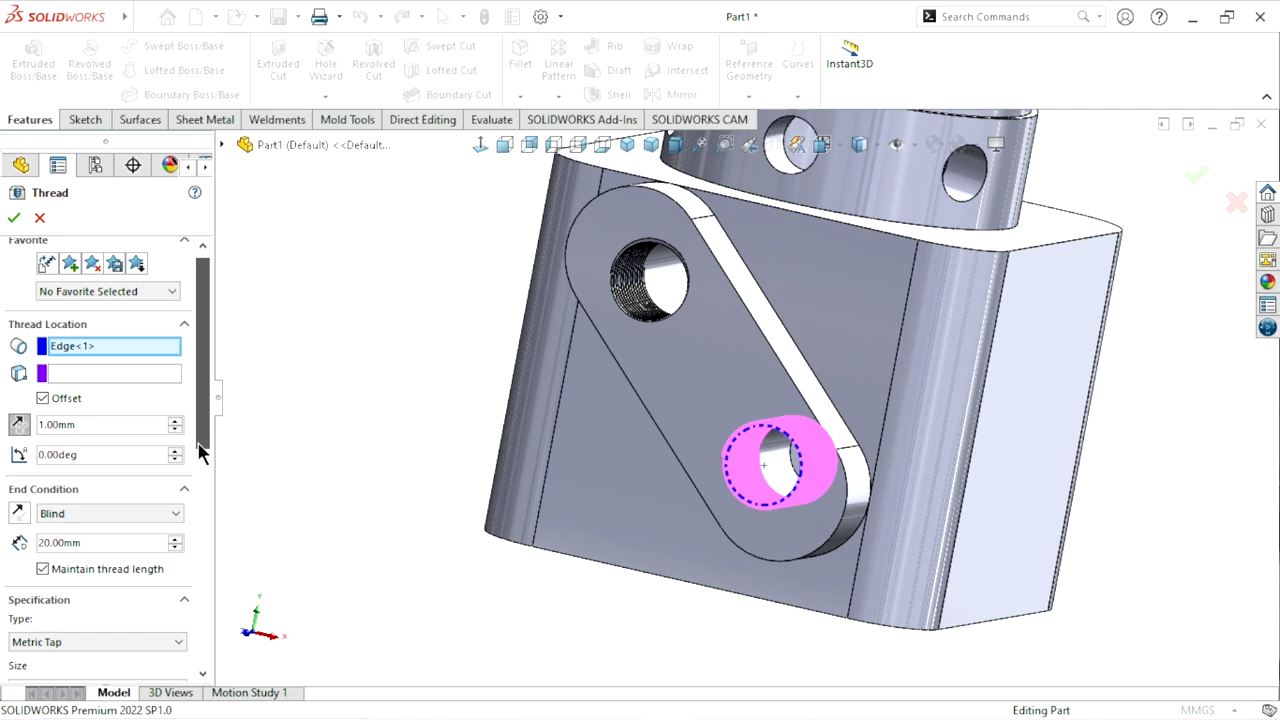 SOLIDWORKS
Part1 *
Search Commands
Extruded Boss/Base
Revolved Boss/Base
Swept Boss/Base
Lofted Boss/Base
Boundary Boss/Base
Extruded Cut
Hole Wizard
Revolved Cut
Swept Cut
Lofted Cut
Boundary Cut
Fillet
Linear Pattern
Rib
Draft
Shell
Wrap
Intersect
Mirror
Reference Geometry
Curves
Instant3D
Features
Sketch
Surfaces
Sheet Metal
Weldments
Mold Tools
Direct Editing
Evaluate
SOLIDWORKS Add-Ins
SOLIDWORKS CAM
Part1 (Default) <<Default...
Thread
Favorite
No Favorite Selected
Thread Location
Edge<1>
Offset
1.00mm
0.00deg
End Condition
Blind
20.00mm
Maintain thread length
Specification
Type:
Metric Tap
Size
Y
X
Z
Model
3D Views
Motion Study 1
SOLIDWORKS Premium 2022 SP1.0
Editing Part
MMGS